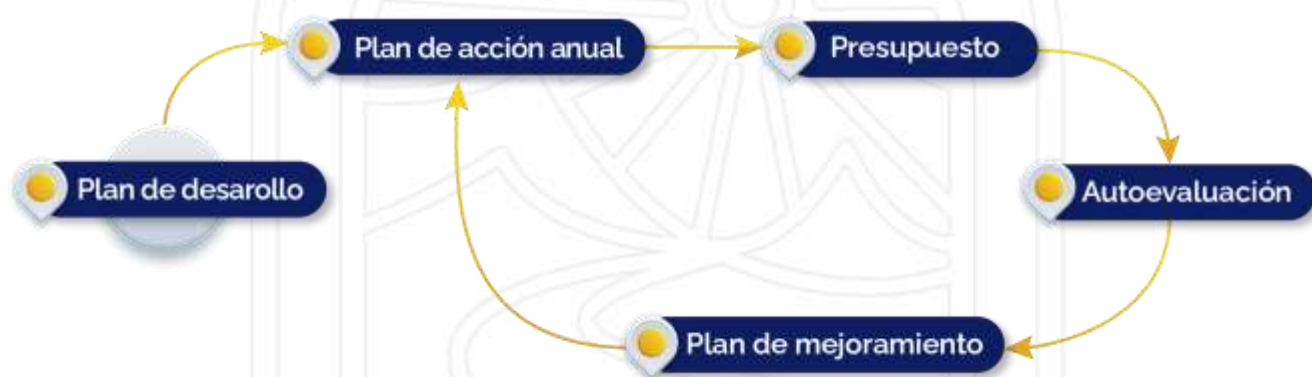 Plan de acción anual
Presupuesto
Plan de desarollo
Autoevaluación
Plan de mejoramiento